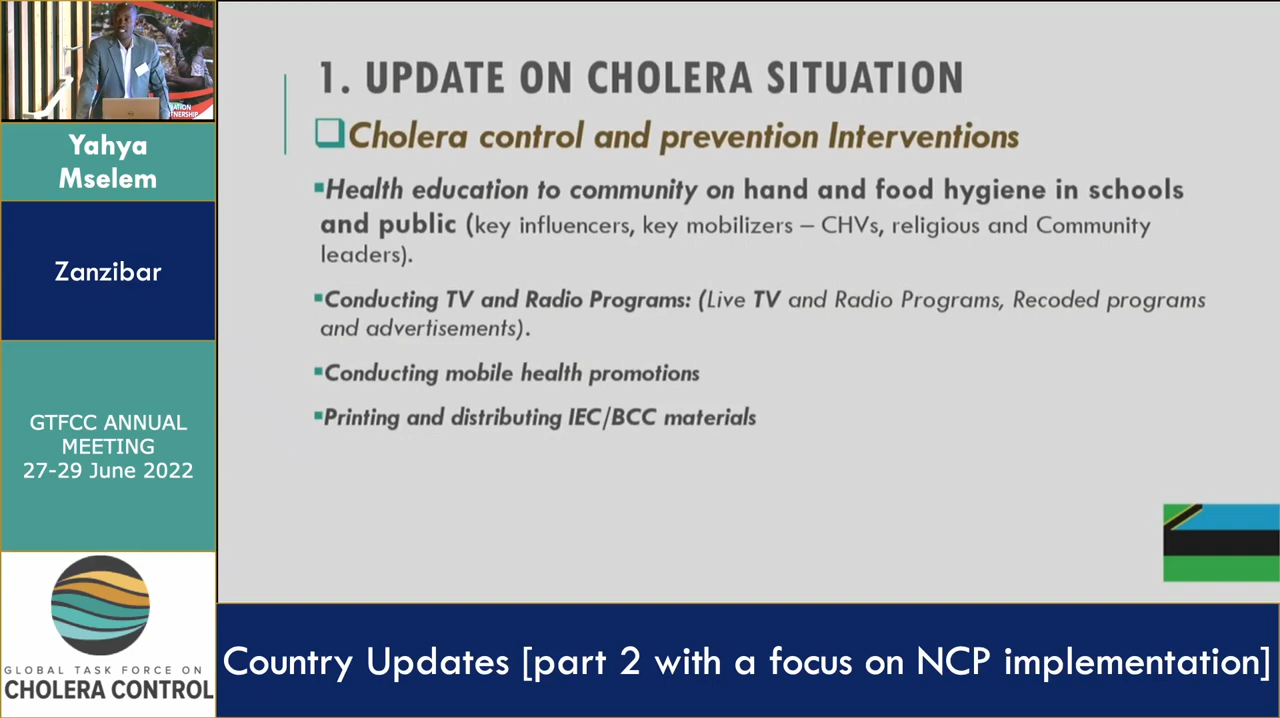 ATION
TNERSHIP
Yahya
Mselem
Zanzibar
GTFCC ANNUAL
MEETING
27-29 June 2022
GLOBAL TASK FORCE ON
CHOLERA CONTROL
1. UPDATE ON CHOLERA SITUATION
Cholera control and prevention Interventions
Health education to community on hand and food hygiene in schools
and public (key influencers, key mobilizers – CHVs, religious and Community
leaders).
Conducting TV and Radio Programs: (Live TV and Radio Programs, Recoded programs
and advertisements).
Conducting mobile health promotions
Printing and distributing IEC/BCC materials
Country Updates [part 2 with a focus on NCP implementation]